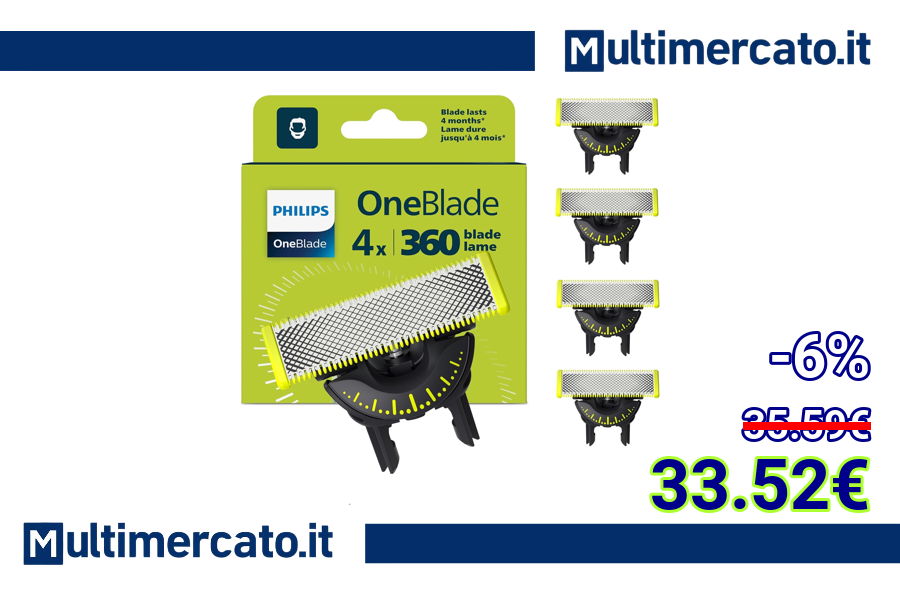 Multimercato.it
Blade lasts
4 months*
Lame dure
jusqu'à 4 mois*
PHILIPS
OneBlade
OneBlade
4x 360 blade
lame
-6%
35.59€
33.52€
Multimercato.it